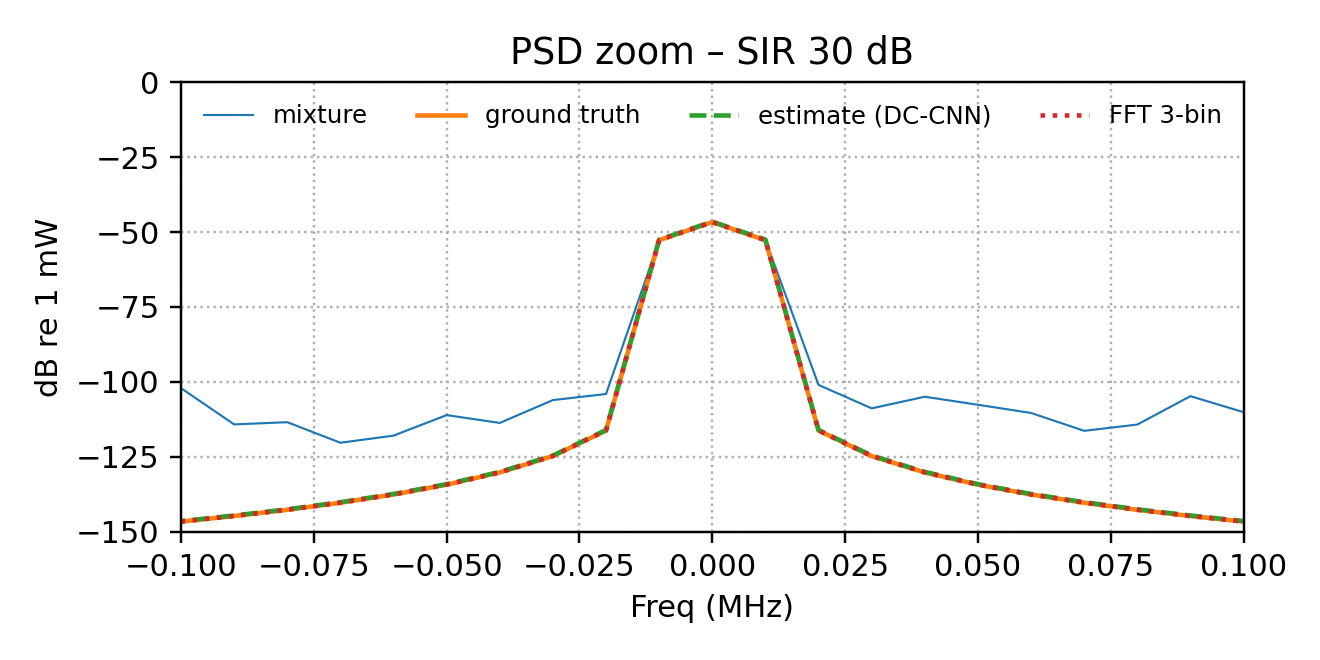 PSD zoom – SIR 30 dB
mixture ground truth estimate (DC-CNN) FFT 3-bin
0
−25
−50
−75
−100
−125
−150
dB re 1 mW
−0.100 −0.075 −0.050 −0.025 0.000 0.025 0.050 0.075 0.100
Freq (MHz)